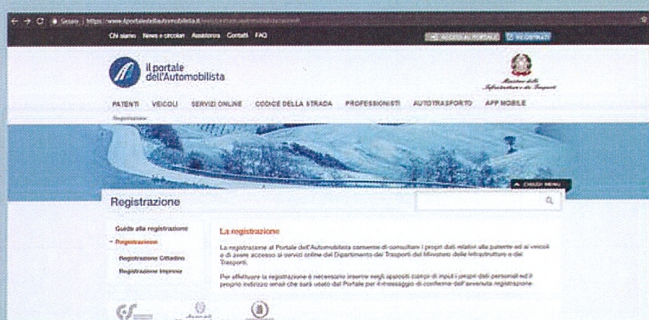 Sicuro https://www.ilportaledellautomobilista.it
Chi siamo News e circolari Assistenza Contatti FAQ
ACCEDI AL PORTALE REGISTRATI
il portale
dell'Automobilista
Ministero delle
Infrastrutture e dei Trasporti
PATENTI VEICOLI SERVIZI ONLINE CODICE DELLA STRADA PROFESSIONISTI AUTOTRASPORTO APP MOBILE
Registrazione
CHIUDI MENU
Registrazione
Guida alla registrazione
Registrazione
Registrazione Cittadino
Registrazione Imprese
La registrazione
La registrazione al Portale dell'Automobilista consente di consultare i propri dati relativi alla patente ed ai veicoli
e di avere accesso ai servizi online del Dipartimento dei Trasporti del Ministero delle Infrastrutture e dei
Trasporti.
Per effettuare la registrazione è necessario inserire negli appositi campi di input i propri dati personali ed il
proprio indirizzo email che sarà usato dal Portale per il messaggio di conferma dell'avvenuta registrazione.